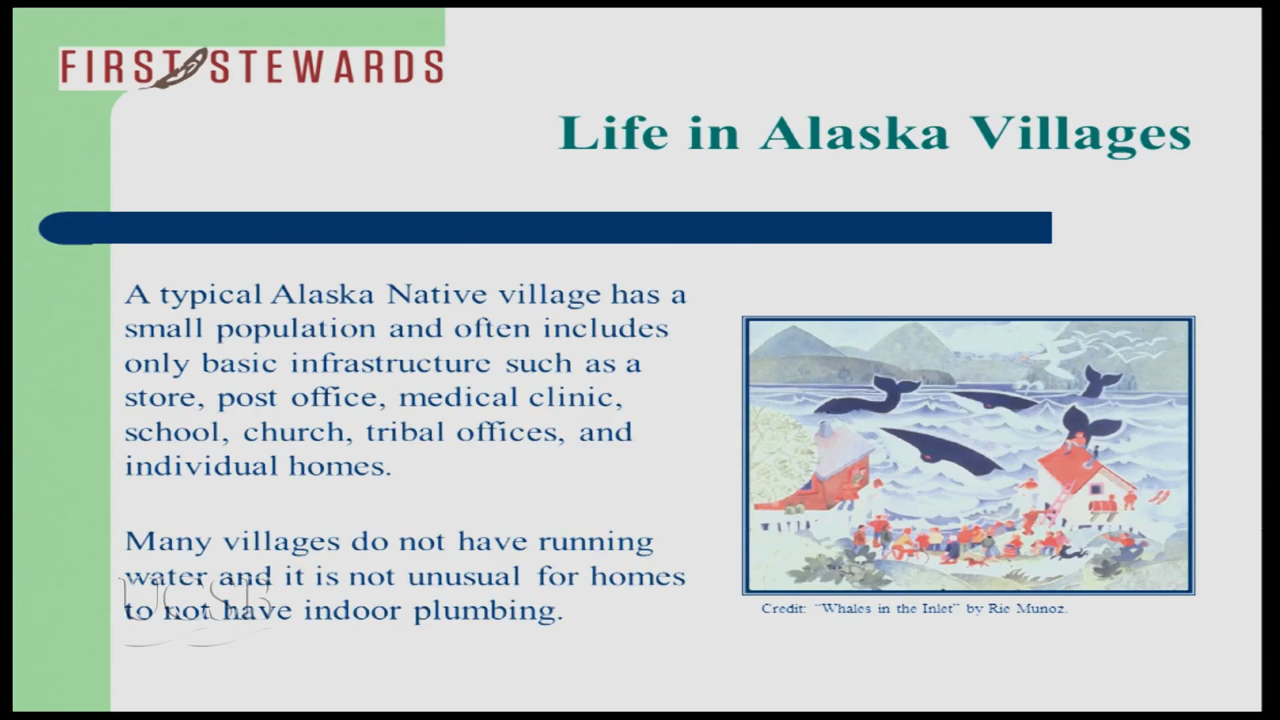 FIRST STEWARDS
Life in Alaska Villages
A typical Alaska Native village has a
small population and often includes
only basic infrastructure such as a
store, post office, medical clinic,
school, church, tribal offices, and
individual homes.
Many villages do not have running
water and it is not unusual for homes
to not have indoor plumbing.
UCSB
Credit: "Whales in the Inlet" by Rie Munoz.